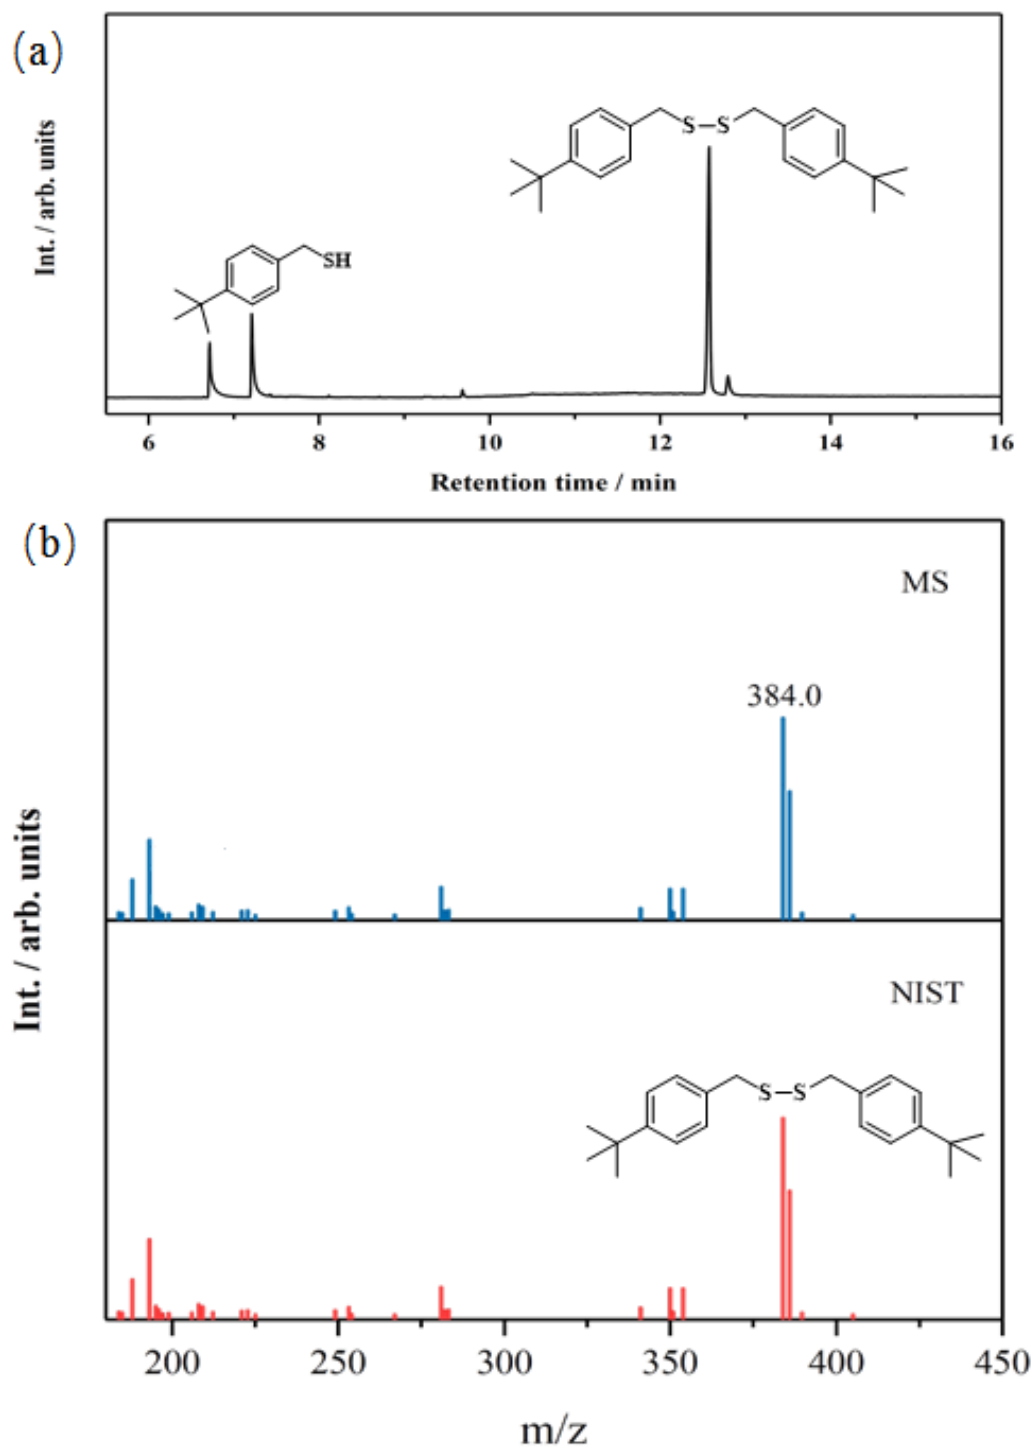 (a)
Int. / arb. units
S–S
SH
6 8 10 12 14 16
Retention time / min
(b)
MS
384.0
Int. / arb. units
NIST
S–S
200 250 300 350 400 450
m/z